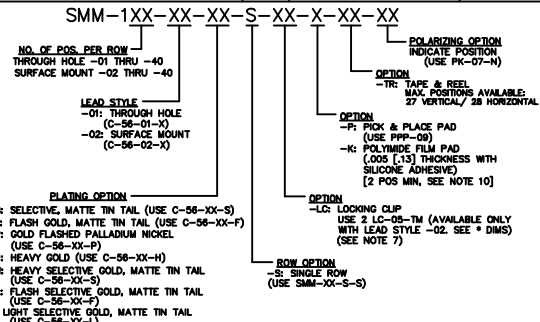 SMM-1XX-XX-XX-S-XX-X-XX-XX
NO. OF POS. PER ROW
THROUGH HOLE -01 THRU -40
SURFACE MOUNT -02 THRU -40
LEAD STYLE
-01: THROUGH HOLE
(C-56-01-X)
-02: SURFACE MOUNT
(C-56-02-X)
PLATING OPTION
: SELECTIVE, MATTE TIN TAIL (USE C-56-XX-S)
: FLASH GOLD, MATTE TIN TAIL (USE C-56-XX-F)
: GOLD FLASHED PALLADIUM NICKEL
(USE C-56-XX-P)
: HEAVY GOLD (USE C-56-XX-H)
: HEAVY SELECTIVE GOLD, MATTE TIN TAIL
(USE C-56-XX-S)
: FLASH SELECTIVE GOLD, MATTE TIN TAIL
(USE C-56-XX-F)
LIGHT SELECTIVE GOLD, MATTE TIN TAIL
(USE C-56-XX-L)
POLARIZING OPTION
INDICATE POSITION
(USE PK-07-N)
OPTION
-TR: TAPE & REEL
MAX. POSITIONS AVAILABLE:
27 VERTICAL/ 28 HORIZONTAL
OPTION
-P: PICK & PLACE PAD
(USE PPP-09)
-K: POLYIMIDE FILM PAD
(.005 [.13] THICKNESS WITH
SILICONE ADHESIVE)
[2 POS MIN, SEE NOTE 10]
OPTION
-LC: LOCKING CLIP
USE 2 LC-05-TM (AVAILABLE ONLY
WITH LEAD STYLE -02. SEE * DIMS)
(SEE NOTE 7)
ROW OPTION
-S: SINGLE ROW
(USE SMM-XX-S-S)